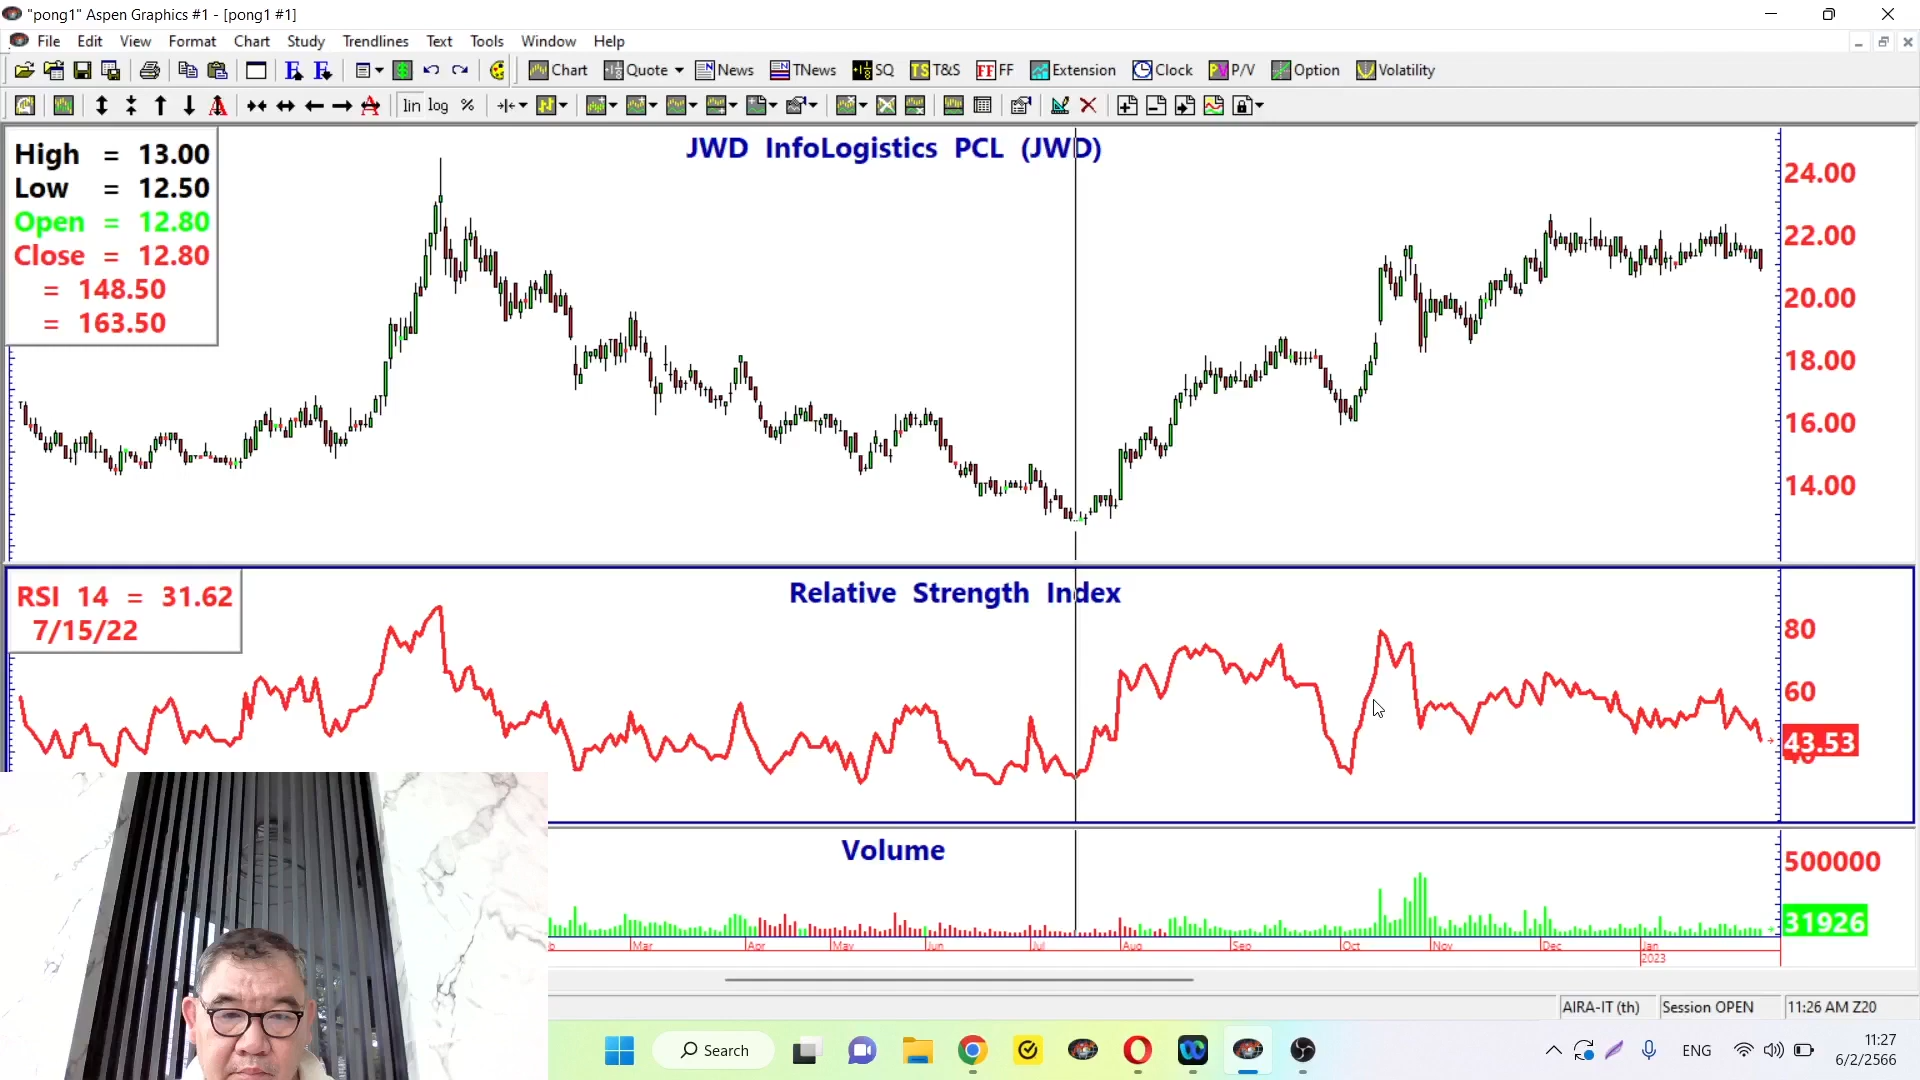 "pong1" Aspen Graphics #1 - [pong1 #1]
File Edit View Format Chart Study Trendlines Text Tools Window Help
Chart Quote News TNews SQ TS T&S FF FF Extension Clock P/V Option Volatility
lin log %
High = 13.00
Low = 12.50
Open = 12.80
Close = 12.80
= 148.50
= 163.50
JWD InfoLogistics PCL (JWD)
24.00
22.00
20.00
18.00
16.00
14.00
RSI 14 = 31.62
7/15/22
Relative Strength Index
80
60
43.53
Volume
500000
31926
Mar Apr May Jun Jul Aug Sep Oct Nov Dec Jan
2023
AIRA-IT (th) Session OPEN 11:26 AM Z20
Search
ENG
11:27
6/2/2566